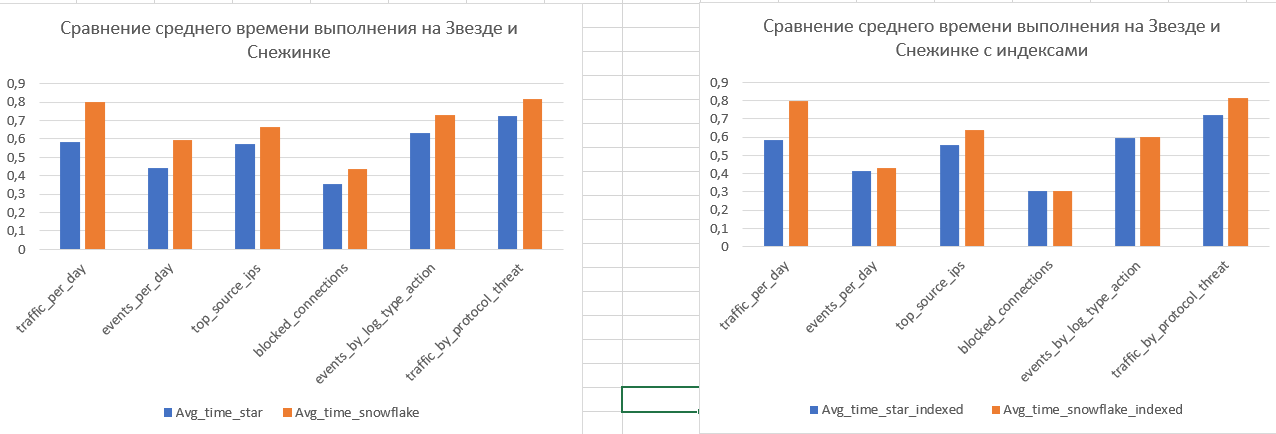 Сравнение среднего времени выполнения на Звезде и
Снежинке
0,9
0,8
0,7
0,6
0,5
0,4
0,3
0,2
0,1
0
traffic_per_day
events_per_day
top_source_ips
blocked_connections
events_by_log_type_action
traffic_by_protocol_threat
Avg_time_star
Avg_time_snowflake
Сравнение среднего времени выполнения на Звезде и
Снежинке с индексами
0,9
0,8
0,7
0,6
0,5
0,4
0,3
0,2
0,1
0
traffic_per_day
events_per_day
top_source_ips
blocked_connections
events_by_log_type_action
traffic_by_protocol_threat
Avg_time_star_indexed
Avg_time_snowflake_indexed